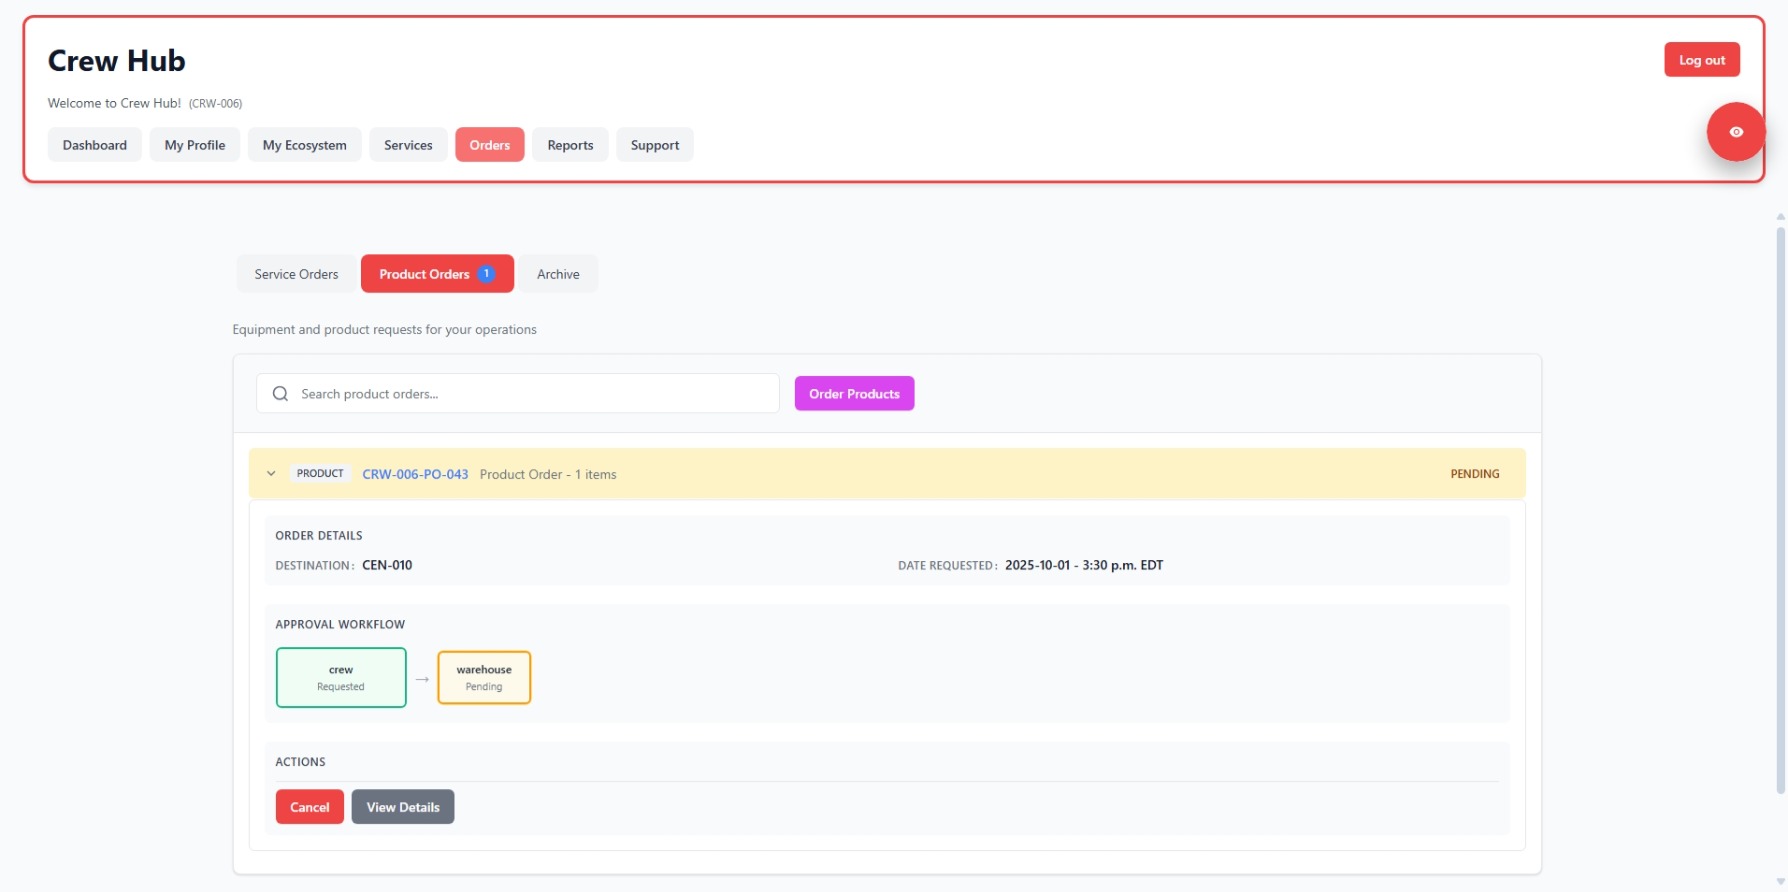 Crew Hub
Log out
Welcome to Crew Hub! (CRW-006)
Dashboard My Profile My Ecosystem Services Orders Reports Support
Service Orders Product Orders 1 Archive
Equipment and product requests for your operations
Search product orders... Order Products
PRODUCT CRW-006-PO-043 Product Order - 1 items PENDING
ORDER DETAILS
DESTINATION: CEN-010 DATE REQUESTED: 2025-10-01 - 3:30 p.m. EDT
APPROVAL WORKFLOW
crew → warehouse
Requested Pending
ACTIONS
Cancel View Details